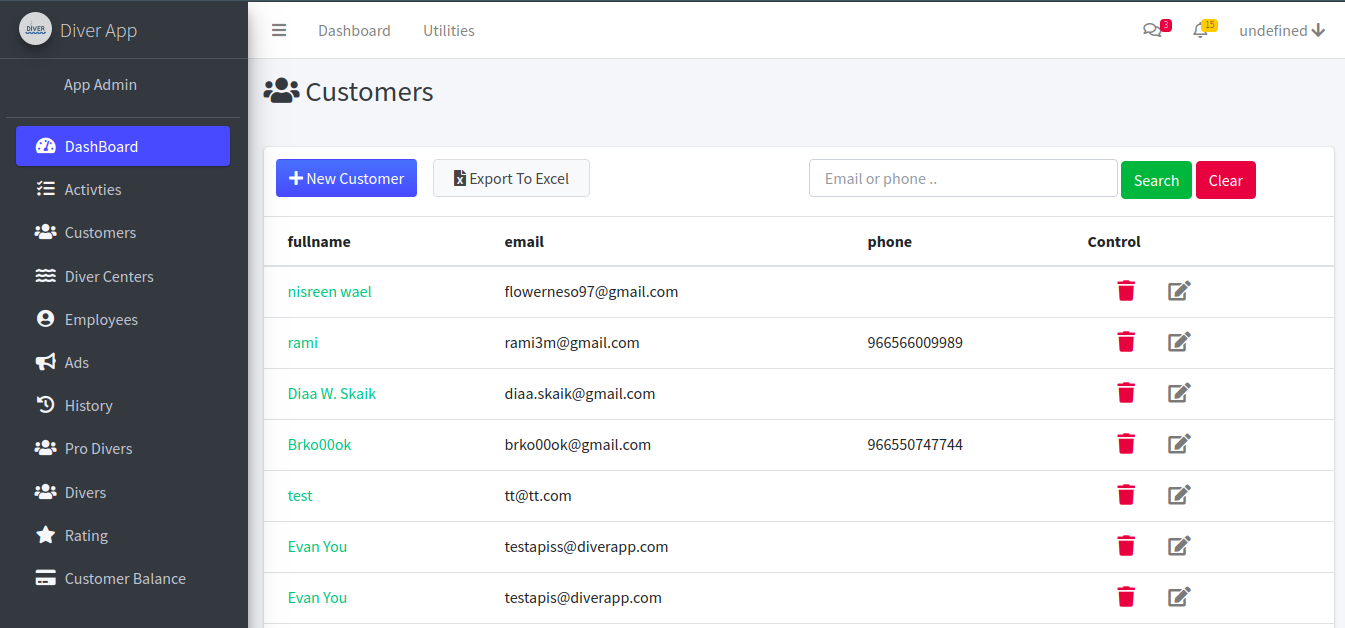 DIVER
Diver App
Dashboard
Utilities
3
15
undefined
App Admin
DashBoard
Activties
Customers
Diver Centers
Employees
Ads
History
Pro Divers
Divers
Rating
Customer Balance
Customers
New Customer
Export To Excel
Email or phone ..
Search
Clear
fullname email phone Control
nisreen wael flowerneso97@gmail.com
rami rami3m@gmail.com 966566009989
Diaa W. Skaik diaa.skaik@gmail.com
Brko00ok brko00ok@gmail.com 966550747744
test tt@tt.com
Evan You testapiss@diverapp.com
Evan You testapis@diverapp.com